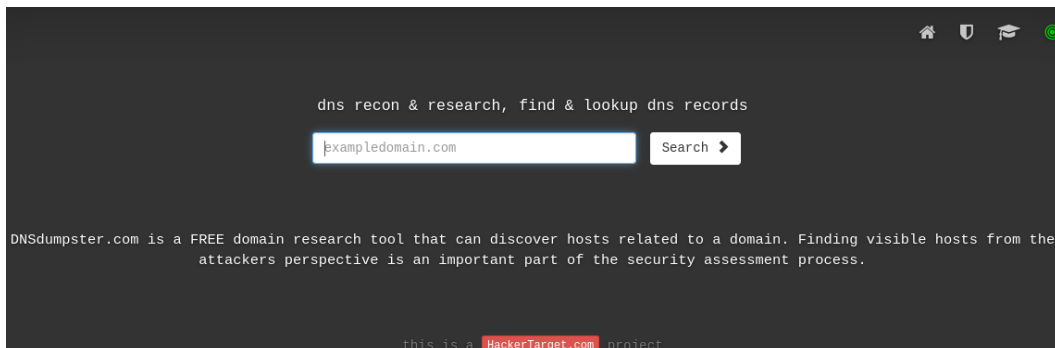 dns recon & research, find & lookup dns records
exampledomain.com
Search
DNSdumpster.com is a FREE domain research tool that can discover hosts related to a domain. Finding visible hosts from the
attackers perspective is an important part of the security assessment process.
this is a HackerTarget.com project